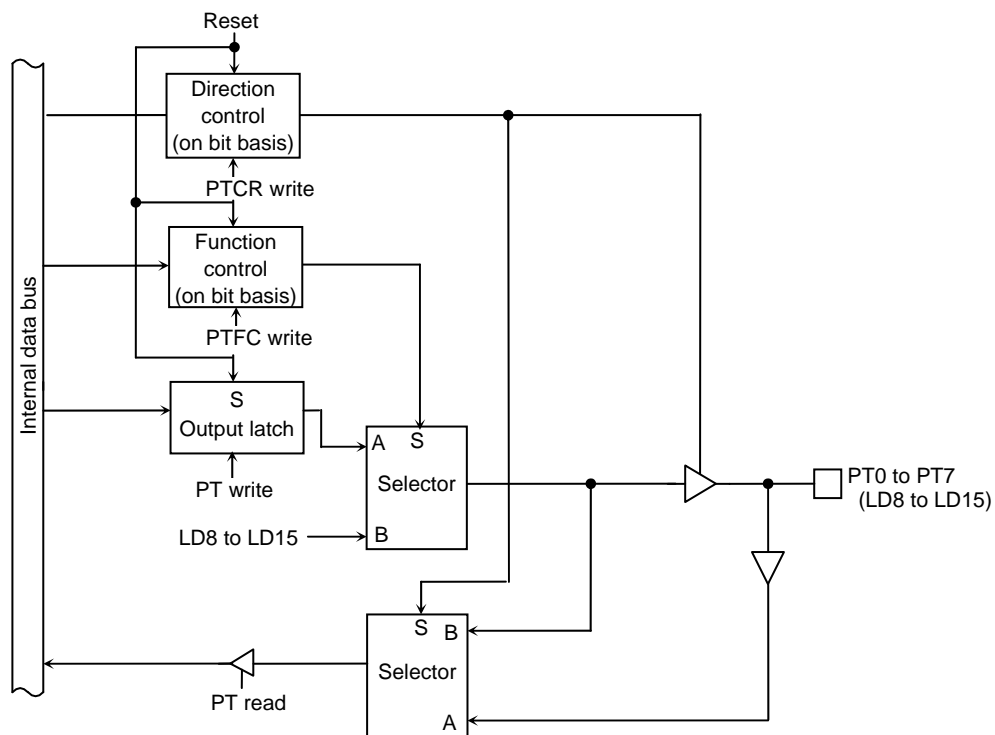 Reset
Direction
control
(on bit basis)
PTCR write
Function
control
(on bit basis)
PTFC write
Internal data bus
S
Output latch
PT write
A
S
Selector
B
LD8 to LD15
PT0 to PT7
(LD8 to LD15)
S
B
Selector
A
PT read